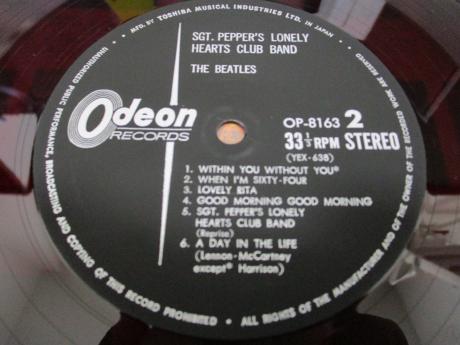 • MFD. BY TOSHIBA MUSICAL INDUSTRIES LTD. IN JAPAN •
SGT. PEPPER'S LONELY
HEARTS CLUB BAND
THE BEATLES
Odeon
RECORDS
OP-8163 2
33⅓ RPM STEREO
(YEX-638)
1. WITHIN YOU WITHOUT YOU*
2. WHEN I'M SIXTY-FOUR
3. LOVELY RITA
4. GOOD MORNING GOOD MORNING
5. SGT. PEPPER'S LONELY
HEARTS CLUB BAND
(Reprise)
6. A DAY IN THE LIFE
(Lennon-McCartney
except* Harrison)
• ALL RIGHTS OF THE MANUFACTURER AND OF THE OWNER OF THE RECORDED WORK ARE RESERVED.
UNAUTHORIZED PUBLIC PERFORMANCE, BROADCASTING AND COPYING OF THIS RECORD PROHIBITED